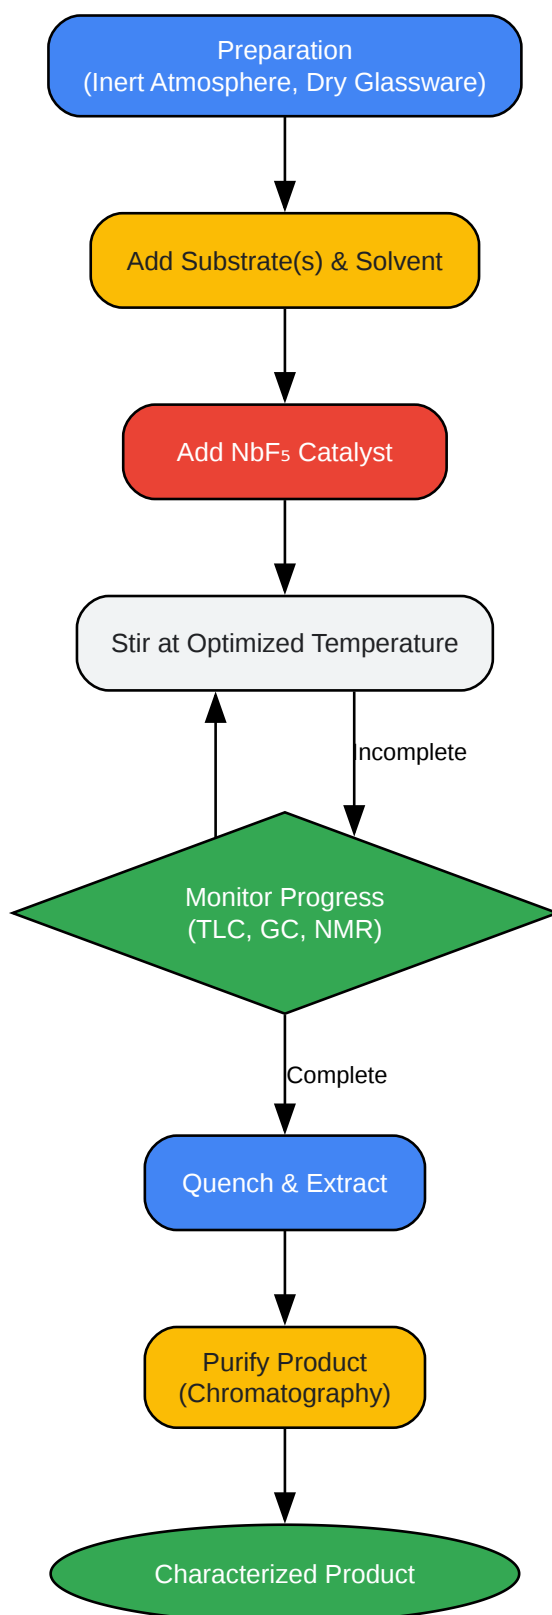 Preparation
(Inert Atmosphere, Dry Glassware)
Add Substrate(s) & Solvent
Add NbF₅ Catalyst
Stir at Optimized Temperature
Incomplete
Monitor Progress
(TLC, GC, NMR)
Complete
Quench & Extract
Purify Product
(Chromatography)
Characterized Product